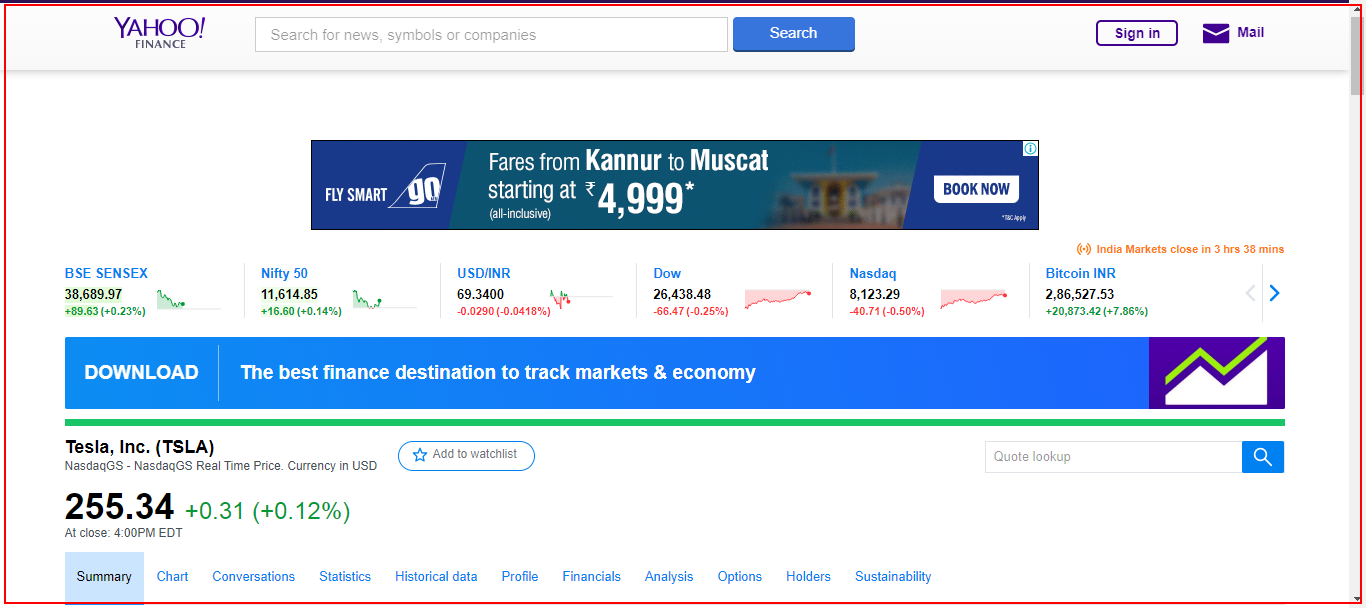 YAHOO!
FINANCE
Search for news, symbols or companies
Search
Sign in
Mail
FLY SMART
go
Fares from Kannur to Muscat
starting at ₹4,999*
(all-inclusive)
BOOK NOW
*T&C Apply
India Markets close in 3 hrs 38 mins
BSE SENSEX
38,689.97
+89.63 (+0.23%)
Nifty 50
11,614.85
+16.60 (+0.14%)
USD/INR
69.3400
-0.0290 (-0.0418%)
Dow
26,438.48
-66.47 (-0.25%)
Nasdaq
8,123.29
-40.71 (-0.50%)
Bitcoin INR
2,86,527.53
+20,873.42 (+7.86%)
DOWNLOAD
The best finance destination to track markets & economy
Tesla, Inc. (TSLA)
NasdaqGS - NasdaqGS Real Time Price. Currency in USD
Add to watchlist
Quote lookup
255.34 +0.31 (+0.12%)
At close: 4:00PM EDT
Summary Chart Conversations Statistics Historical data Profile Financials Analysis Options Holders Sustainability